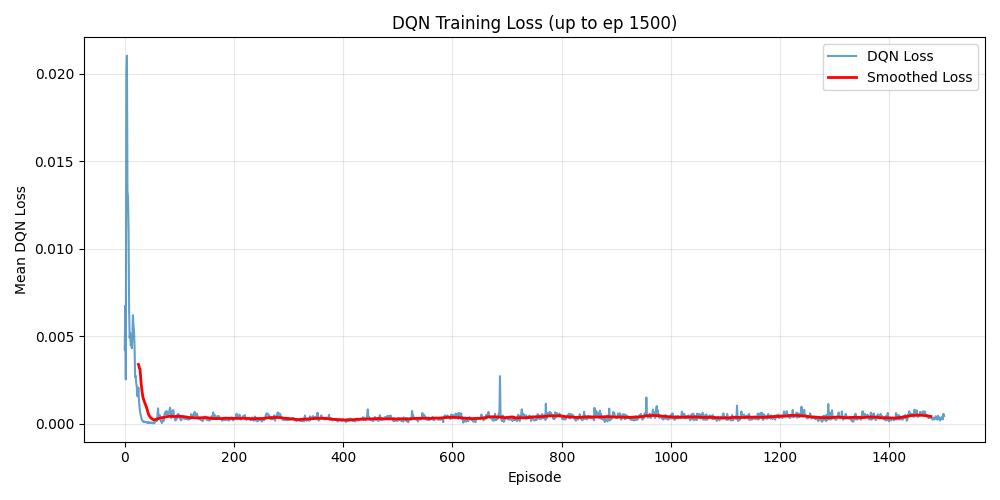 DQN Training Loss (up to ep 1500)
DQN Loss
Smoothed Loss
Mean DQN Loss
0.020
0.015
0.010
0.005
0.000
0
200
400
600
800
1000
1200
1400
Episode